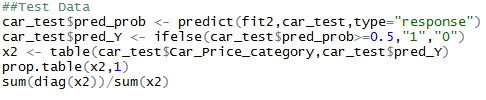 ##Test Data
car_test$pred_prob <- predict(fit2,car_test,type="response")
car_test$pred_Y <- ifelse(car_test$pred_prob>=0.5,"1","0")
x2 <- table(car_test$Car_Price_category,car_test$pred_Y)
prop.table(x2,1)
sum(diag(x2))/sum(x2)